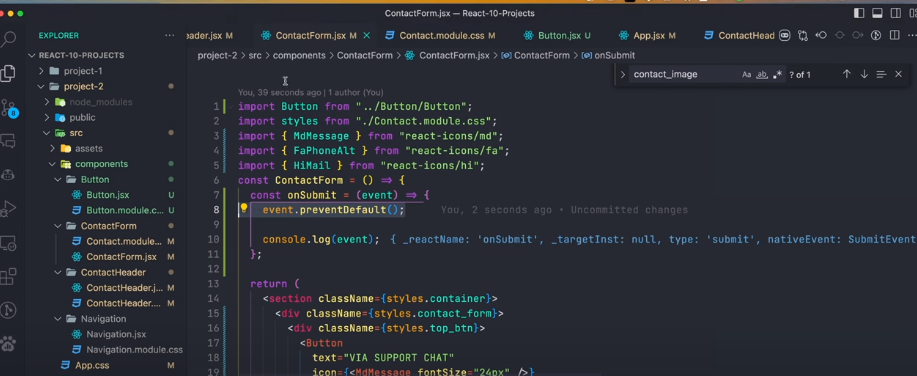 ContactForm.jsx — React-10-Projects
EXPLORER
eader.jsx M
ContactForm.jsx M
Contact.module.css M
Button.jsx U
App.jsx M
ContactHead
project-2 > src > components > ContactForm > ContactForm.jsx > ContactForm > onSubmit
contact_image
Aa
ab
? of 1
REACT-10-PROJECTS
project-1
project-2
node_modules
public
src
assets
components
Button
Button.jsx U
Button.module.c... U
ContactForm
Contact.module... M
ContactForm.jsx M
ContactHeader
ContactHeader.j... M
ContactHeader.... M
Navigation
Navigation.jsx
Navigation.module.css
App.css M
You, 39 seconds ago | 1 author (You)
1 import Button from "../Button/Button";
2 import styles from "./Contact.module.css";
3 import { MdMessage } from "react-icons/md";
4 import { FaPhoneAlt } from "react-icons/fa";
5 import { HiMail } from "react-icons/hi";
6 const ContactForm = () => {
7 const onSubmit = (event) => {
8 event.preventDefault(); You, 2 seconds ago • Uncommitted changes
9
10 console.log(event); { _reactName: 'onSubmit', _targetInst: null, type: 'submit', nativeEvent: SubmitEvent
11 };
12
13 return (
14 <section className={styles.container}>
15 <div className={styles.contact_form}>
16 <div className={styles.top_btn}>
17 <Button
18 text="VIA SUPPORT CHAT"
19 icon={<MdMessage fontSize="24px" />}